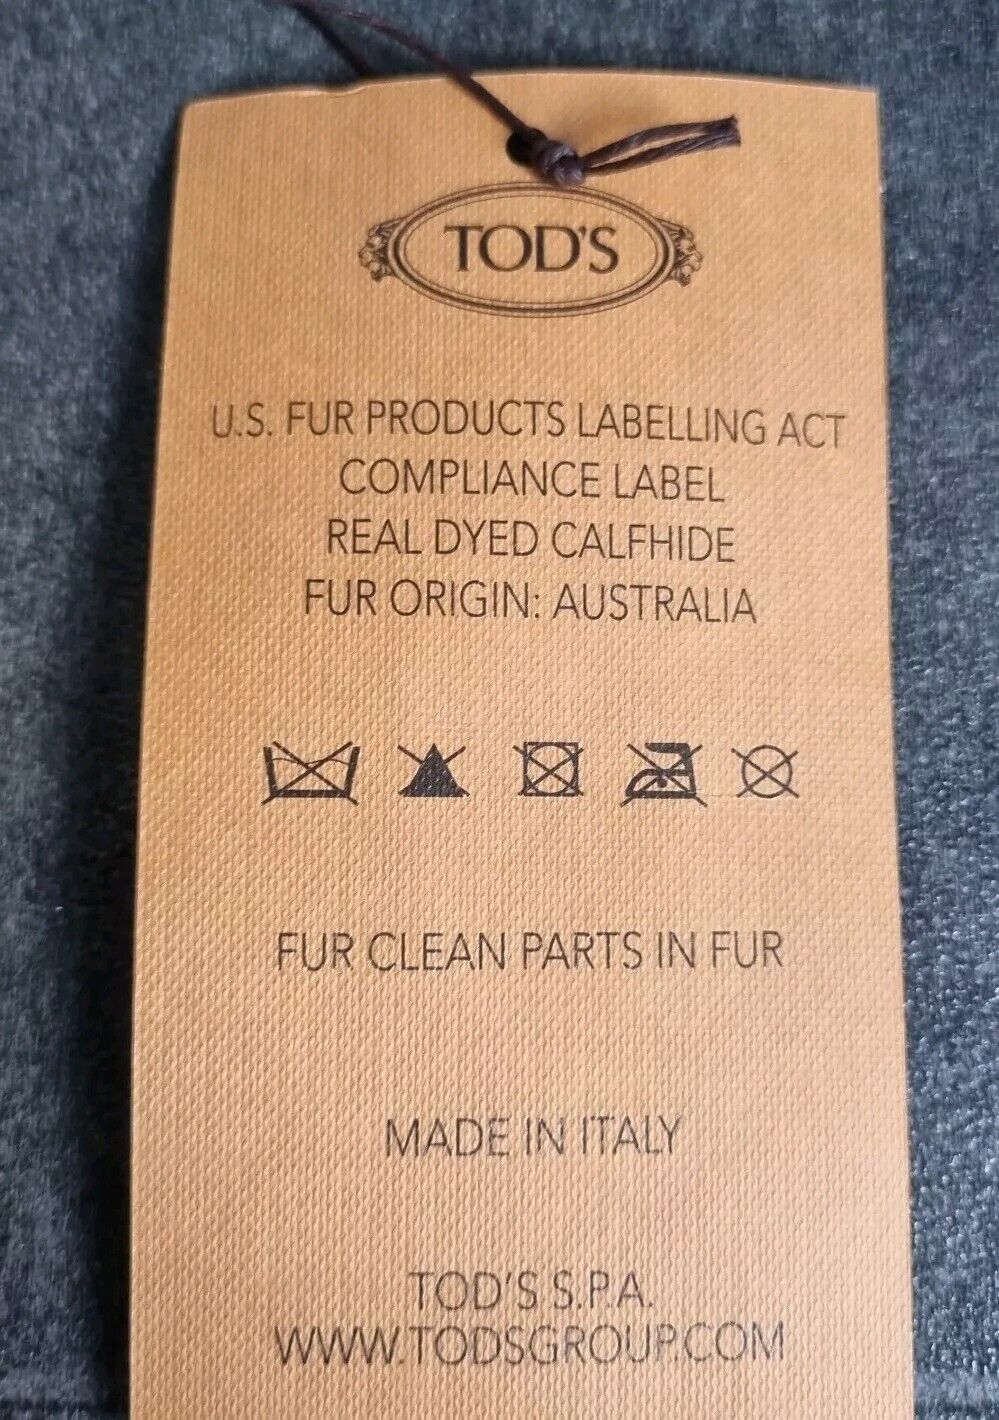 TOD'S
U.S. FUR PRODUCTS LABELLING ACT
COMPLIANCE LABEL
REAL DYED CALFHIDE
FUR ORIGIN: AUSTRALIA
FUR CLEAN PARTS IN FUR
MADE IN ITALY
TOD'S S.P.A.
WWW.TODSGROUP.COM